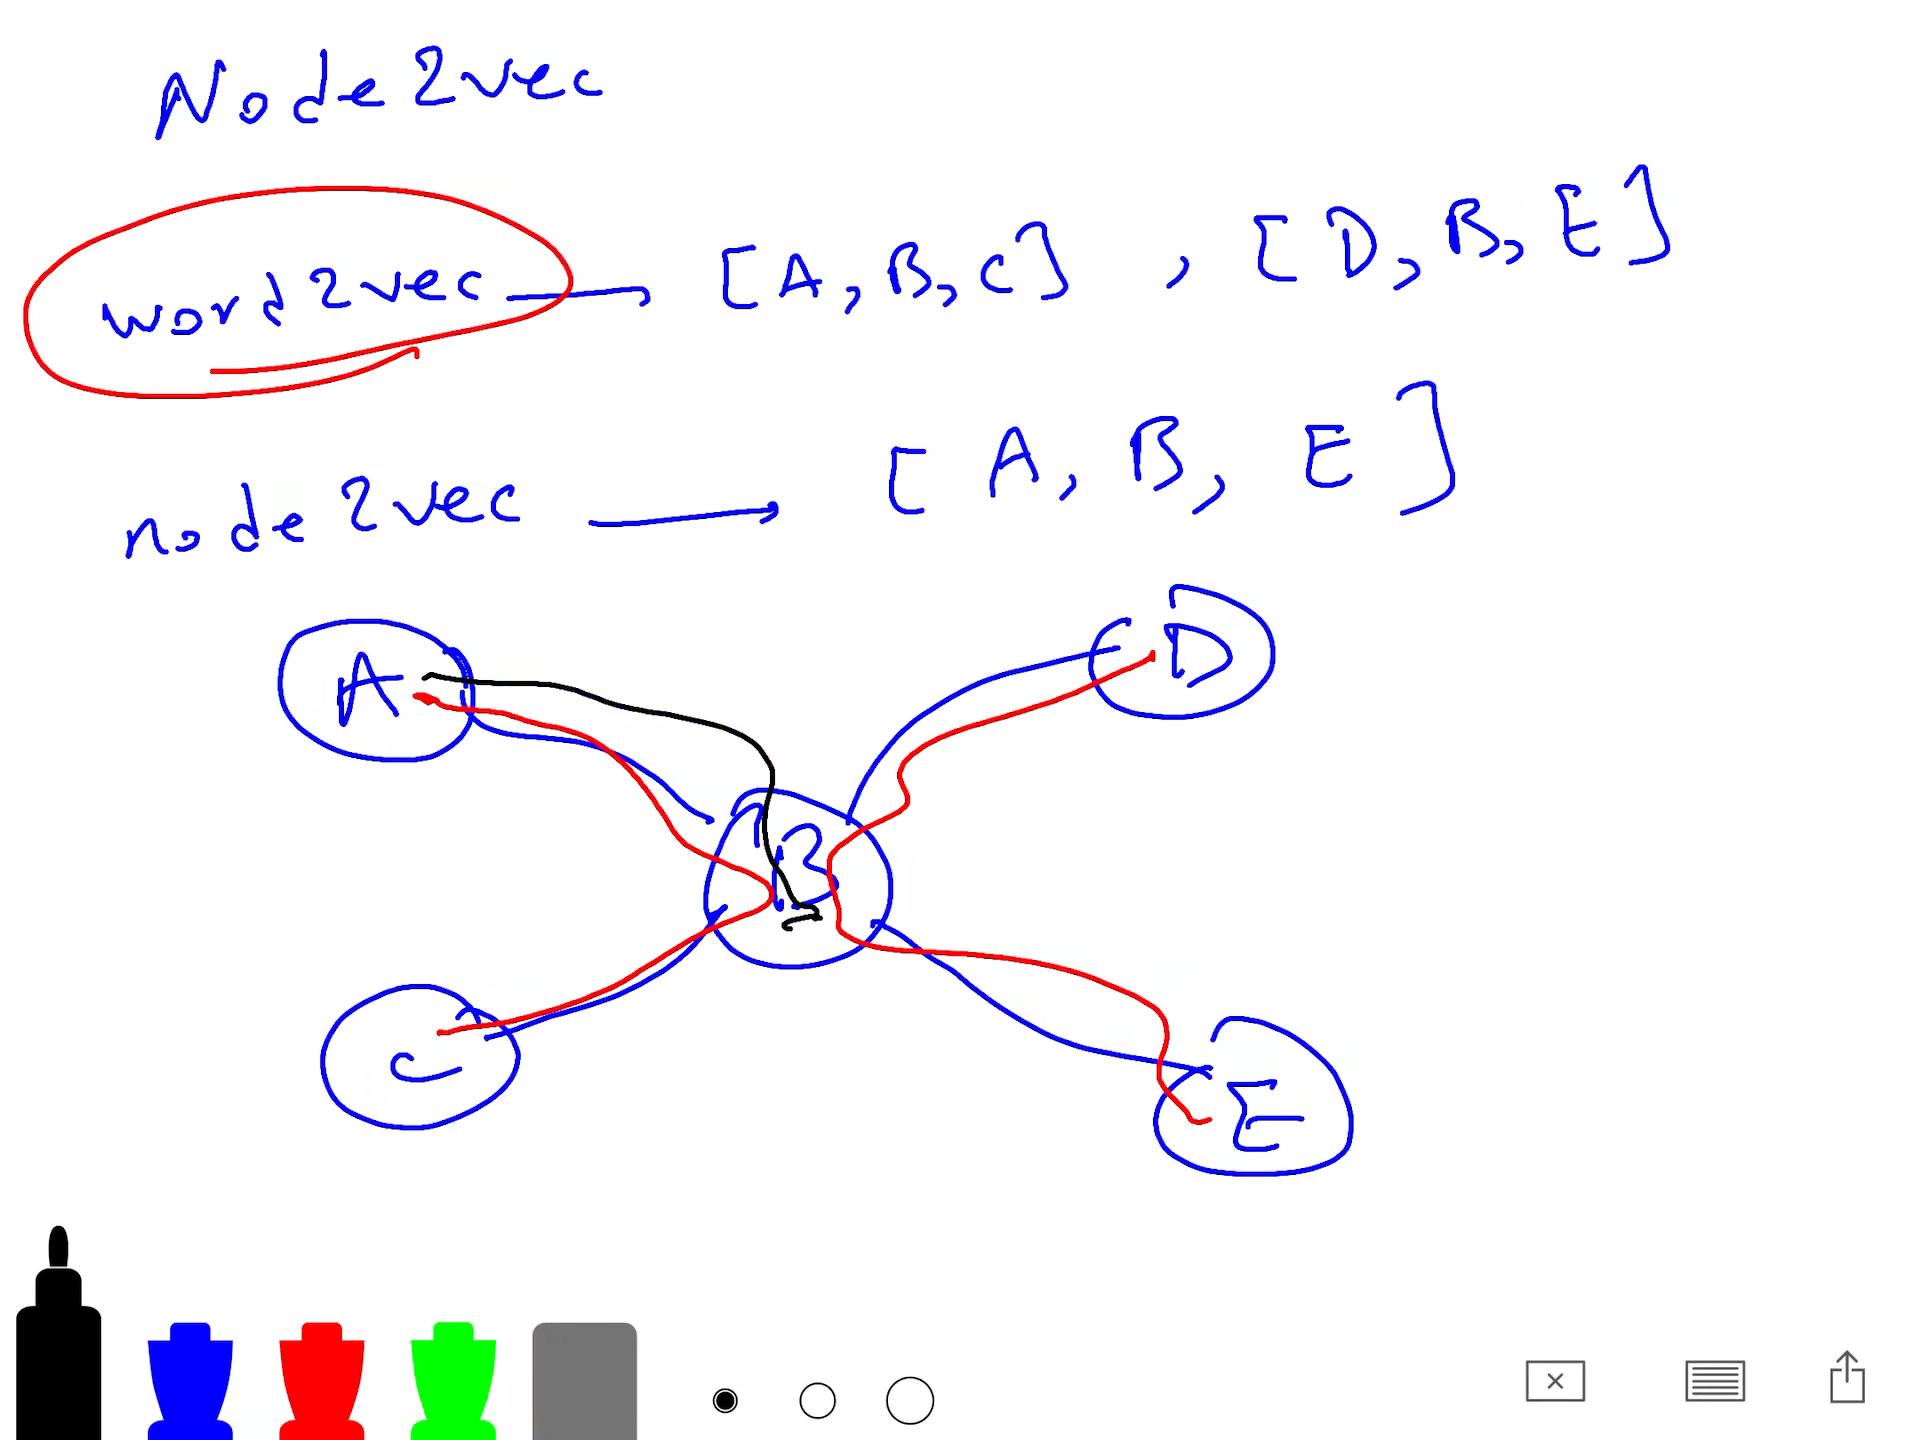 Node2vec
word2vec → [A, B, C] , [D, B, E]
node2vec → [A, B, E]
A
D
B
C
E